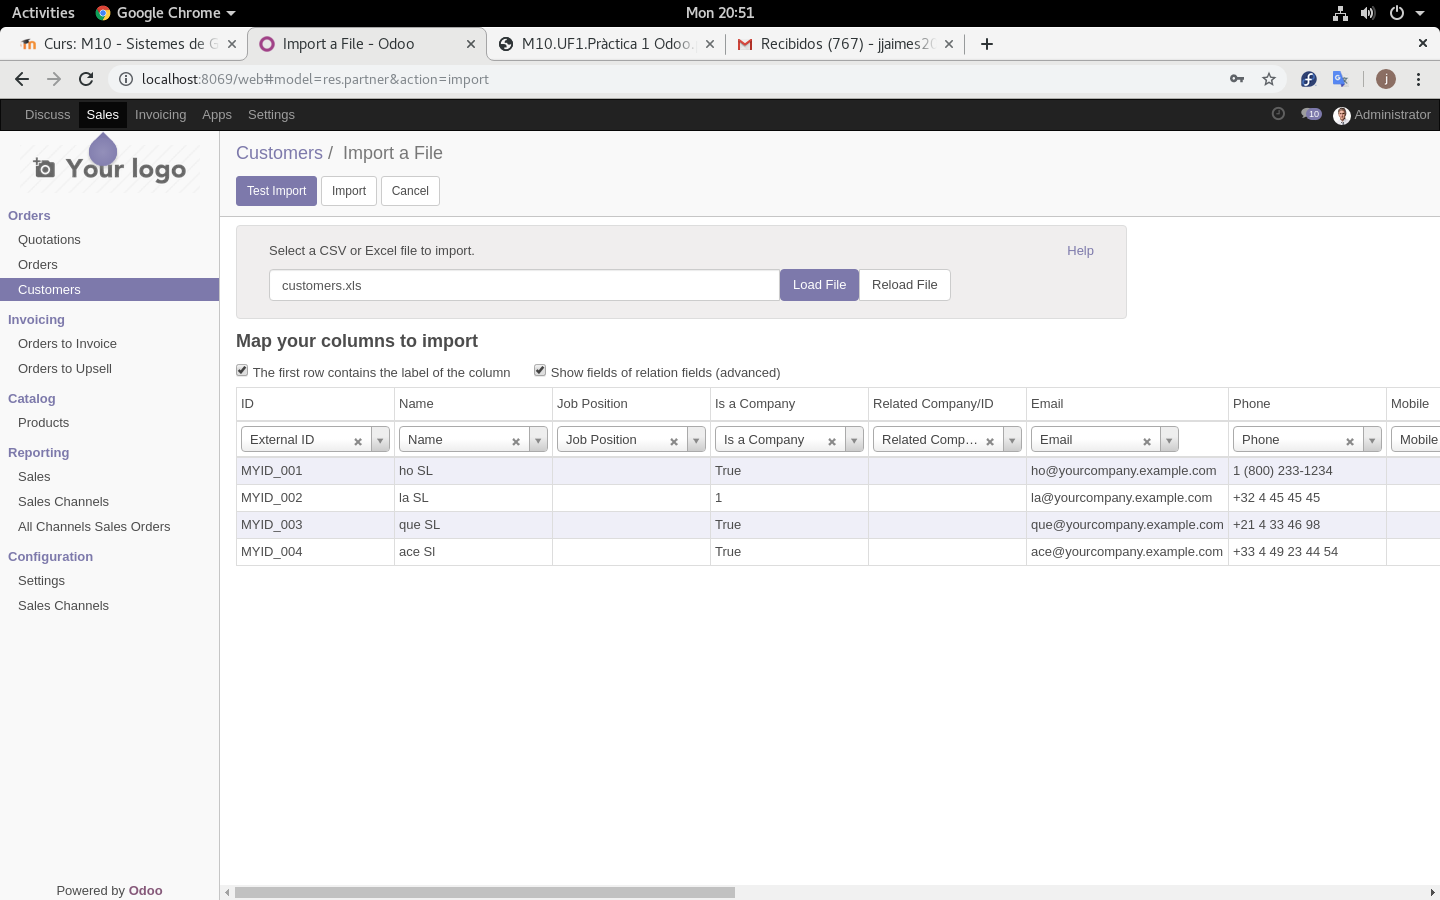 Activities Google Chrome Mon 20:51
Curs: M10 - Sistemes de G Import a File - Odoo M10.UF1.Pràctica 1 Odoo. Recibidos (767) - jjaimes20
localhost:8069/web#model=res.partner&action=import j
Discuss Sales Invoicing Apps Settings 10 Administrator
Your logo
Customers / Import a File
Test Import Import Cancel
Orders
Quotations
Orders
Customers
Invoicing
Orders to Invoice
Orders to Upsell
Catalog
Products
Reporting
Sales
Sales Channels
All Channels Sales Orders
Configuration
Settings
Sales Channels
Powered by Odoo
Select a CSV or Excel file to import. Help
customers.xls Load File Reload File
Map your columns to import
The first row contains the label of the column Show fields of relation fields (advanced)
ID Name Job Position Is a Company Related Company/ID Email Phone Mobile
External ID Name Job Position Is a Company Related Comp... Email Phone Mobile
MYID_001 ho SL True ho@yourcompany.example.com 1 (800) 233-1234
MYID_002 la SL 1 la@yourcompany.example.com +32 4 45 45 45
MYID_003 que SL True que@yourcompany.example.com +21 4 33 46 98
MYID_004 ace Sl True ace@yourcompany.example.com +33 4 49 23 44 54